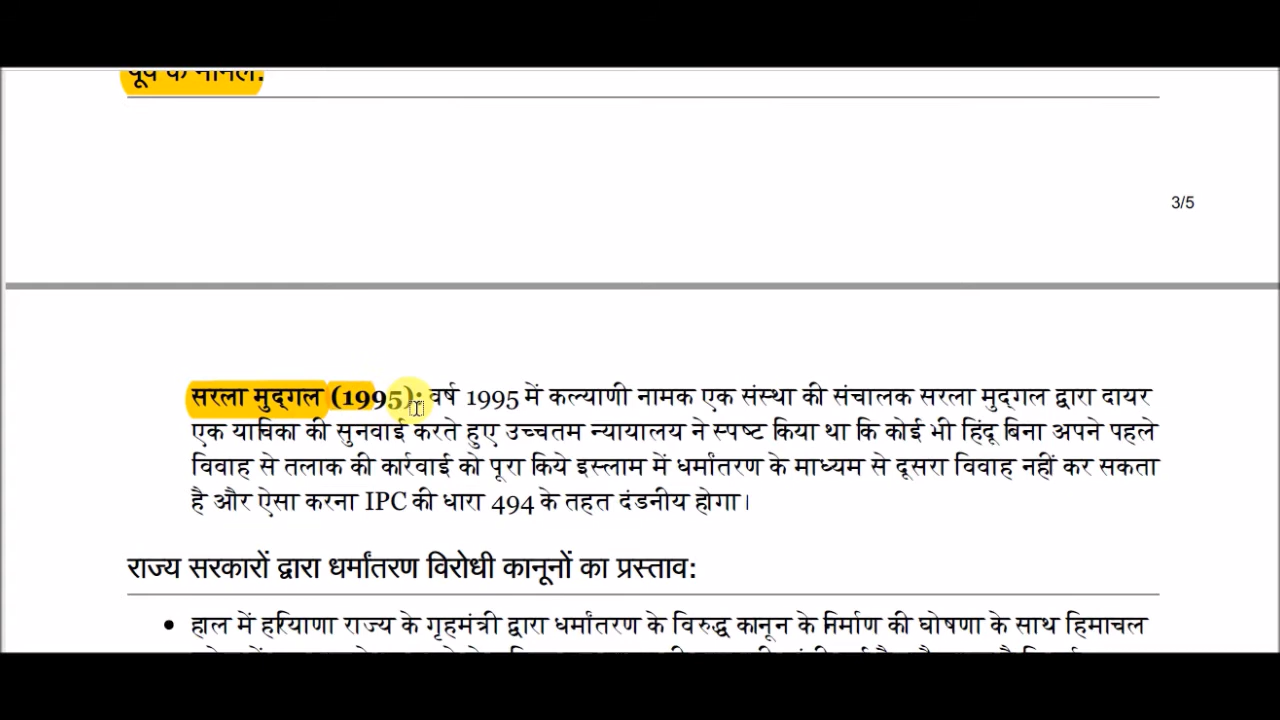 पूर्व के मामले:
3/5
सरला मुद्गल (1995): वर्ष 1995 में कल्याणी नामक एक संस्था की संचालक सरला मुद्गल द्वारा दायर
एक याचिका की सुनवाई करते हुए उच्चतम न्यायालय ने स्पष्ट किया था कि कोई भी हिंदू बिना अपने पहले
विवाह से तलाक की कार्रवाई को पूरा किये इस्लाम में धर्मांतरण के माध्यम से दूसरा विवाह नहीं कर सकता
है और ऐसा करना IPC की धारा 494 के तहत दंडनीय होगा।
राज्य सरकारों द्वारा धर्मांतरण विरोधी कानूनों का प्रस्ताव:
• हाल में हरियाणा राज्य के गृहमंत्री द्वारा धर्मांतरण के विरुद्ध कानून के निर्माण की घोषणा के साथ हिमाचल